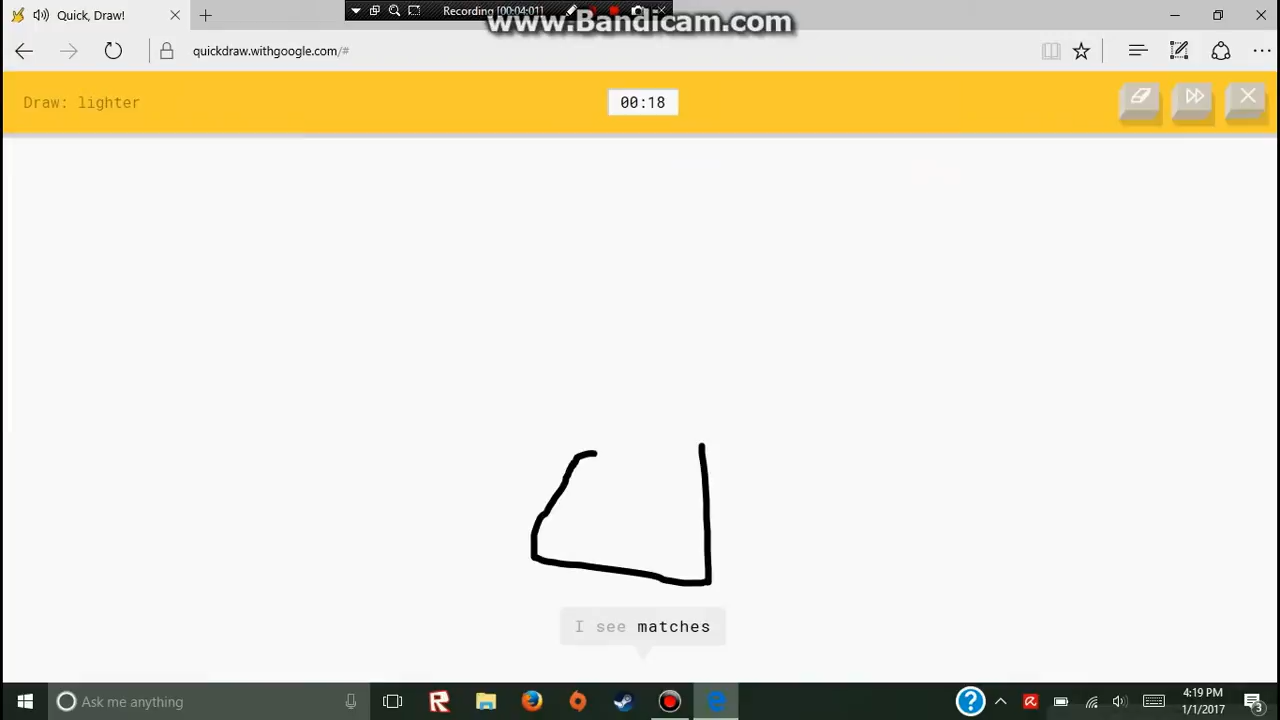 Quick, Draw!
Recording [00:04:01]
www.Bandicam.com
quickdraw.withgoogle.com/#
Draw: lighter
00:18
I see matches
Ask me anything
4:19 PM
1/1/2017
3